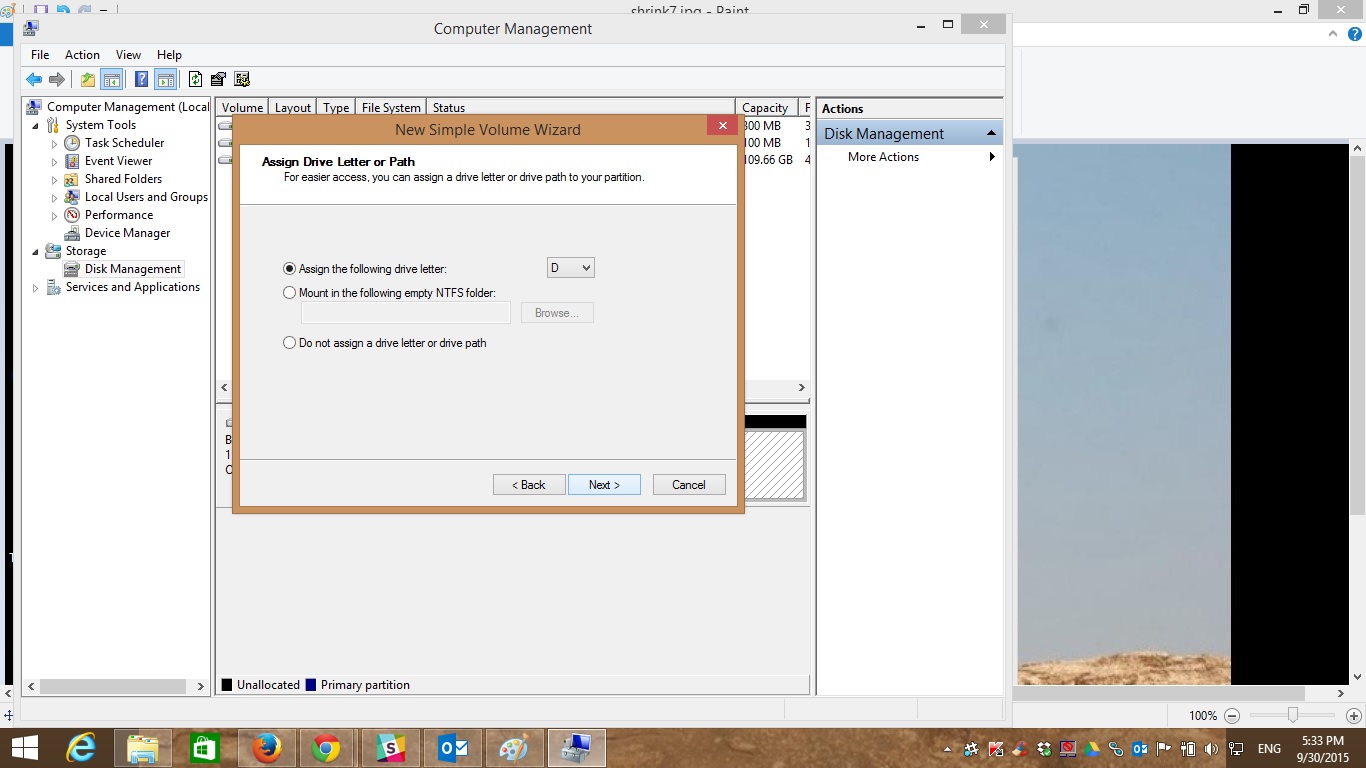 shrink7.jpg - Paint
Computer Management
File Action View Help
Computer Management (Local
System Tools
Task Scheduler
Event Viewer
Shared Folders
Local Users and Groups
Performance
Device Manager
Storage
Disk Management
Services and Applications
Volume Layout Type File System Status Capacity F
300 MB 3
100 MB 1
109.66 GB 4
New Simple Volume Wizard
Assign Drive Letter or Path
For easier access, you can assign a drive letter or drive path to your partition.
Assign the following drive letter: D
Mount in the following empty NTFS folder:
Browse...
Do not assign a drive letter or drive path
< Back Next > Cancel
B
1
O
Unallocated Primary partition
Actions
Disk Management
More Actions
100%
ENG
5:33 PM
9/30/2015